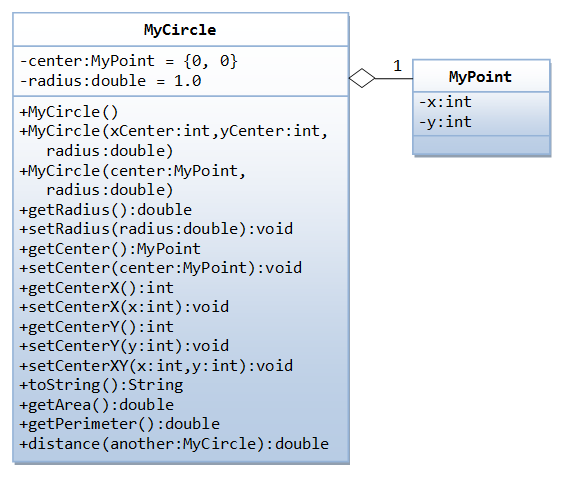 MyCircle
-center:MyPoint = {0, 0}
-radius:double = 1.0
+MyCircle()
+MyCircle(xCenter:int,yCenter:int,
radius:double)
+MyCircle(center:MyPoint,
radius:double)
+getRadius():double
+setRadius(radius:double):void
+getCenter():MyPoint
+setCenter(center:MyPoint):void
+getCenterX():int
+setCenterX(x:int):void
+getCenterY():int
+setCenterY(y:int):void
+setCenterXY(x:int,y:int):void
+toString():String
+getArea():double
+getPerimeter():double
+distance(another:MyCircle):double
1
MyPoint
-x:int
-y:int